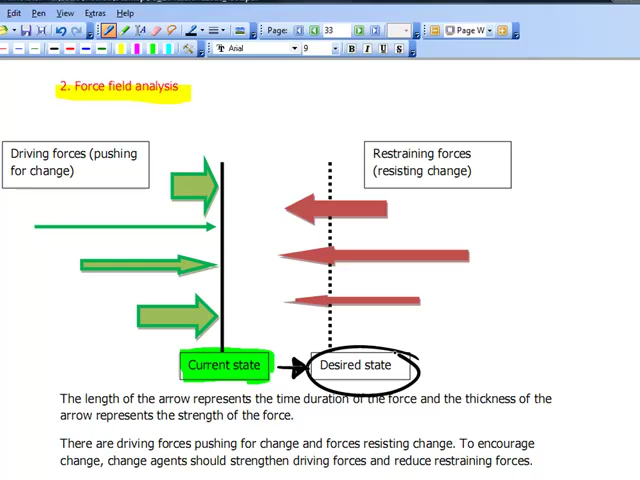 Edit Pen View Extras Help
Page: 33 Page W
Arial 9 B I U S
2. Force field analysis
Driving forces (pushing
for change)
Restraining forces
(resisting change)
Current state
Desired state
The length of the arrow represents the time duration of the force and the thickness of the
arrow represents the strength of the force.
There are driving forces pushing for change and forces resisting change. To encourage
change, change agents should strengthen driving forces and reduce restraining forces.